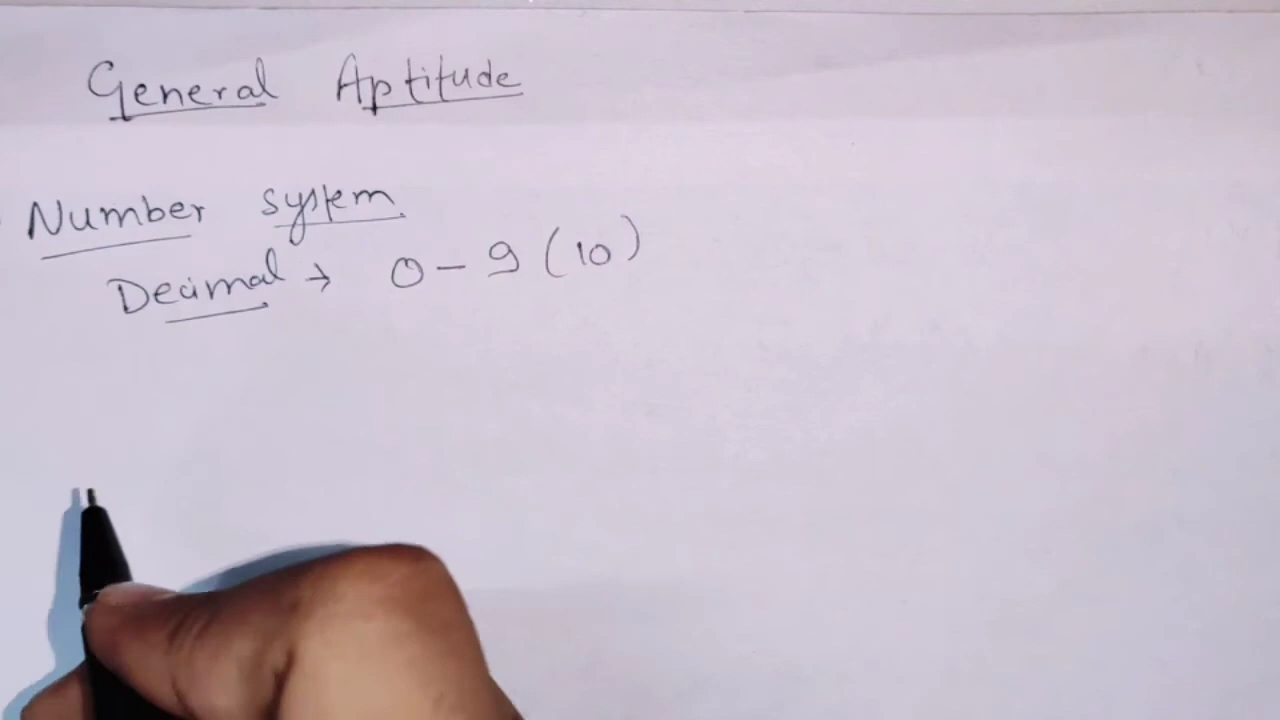 General Aptitude
Number system
Decimal → 0 - 9 (10)